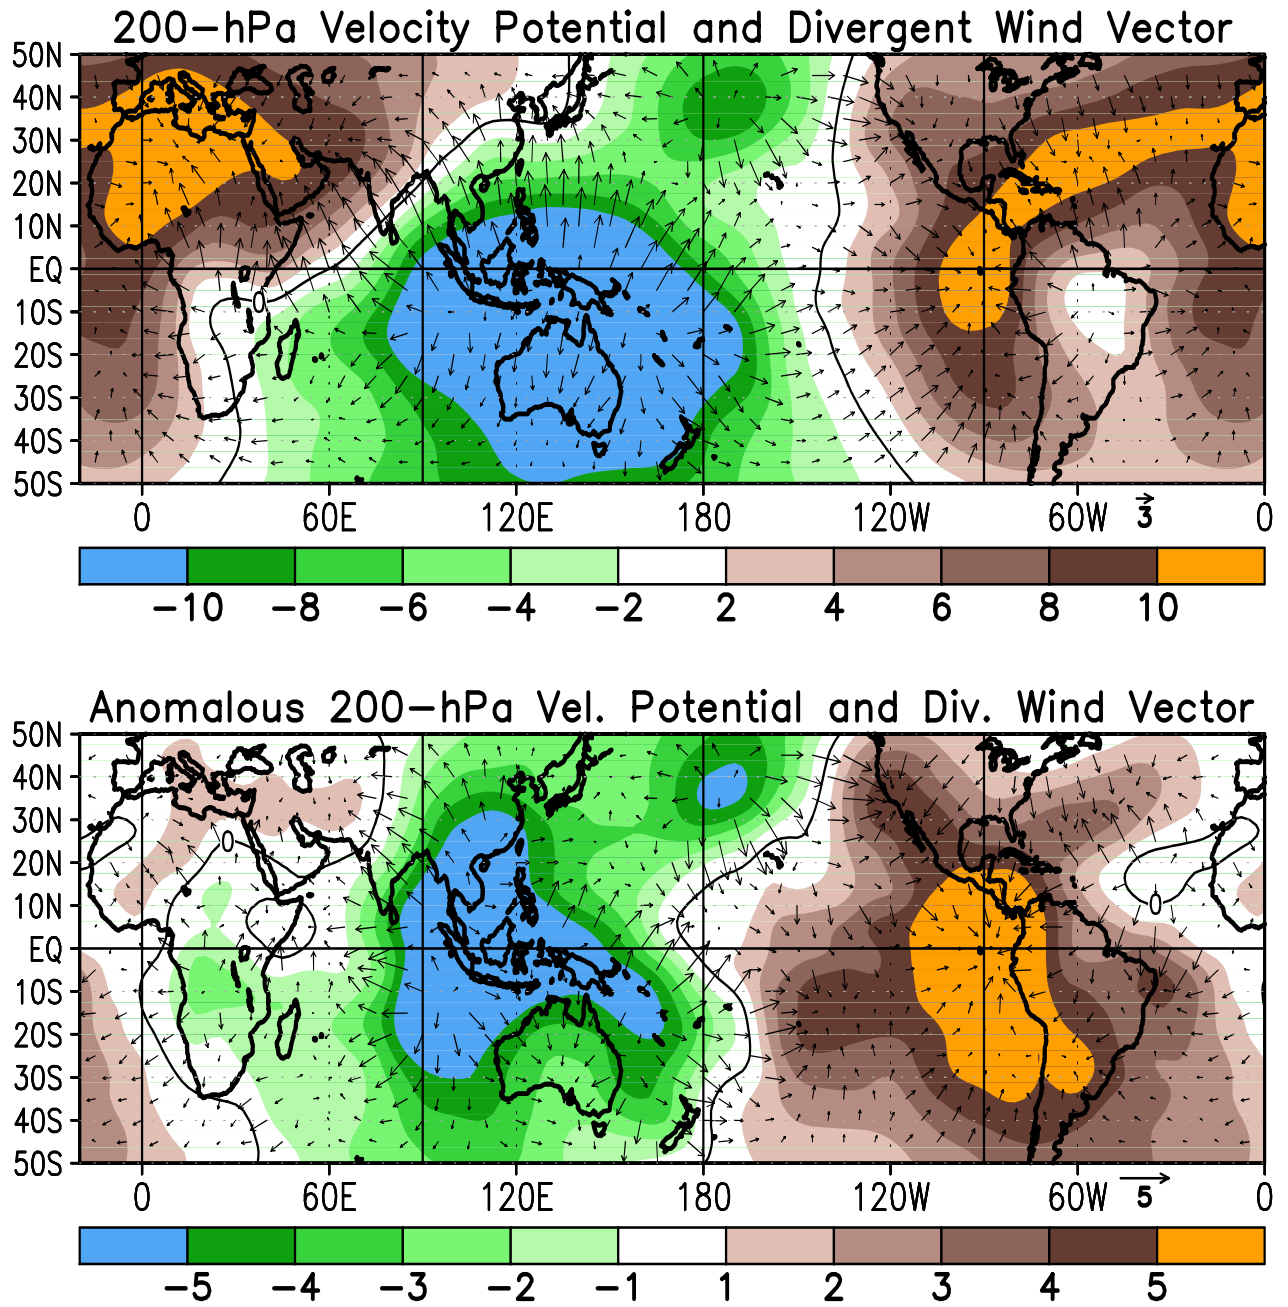 200-hPa Velocity Potential and Divergent Wind Vector
50N
40N
30N
20N
10N
EQ
10S
20S
30S
40S
50S
0
0 60E 120E 180 120W 60W 0
3
-10 -8 -6 -4 -2 2 4 6 8 10
Anomalous 200-hPa Vel. Potential and Div. Wind Vector
50N
40N
30N
20N
10N
EQ
10S
20S
30S
40S
50S
0
0
0 60E 120E 180 120W 60W 0
5
-5 -4 -3 -2 -1 1 2 3 4 5